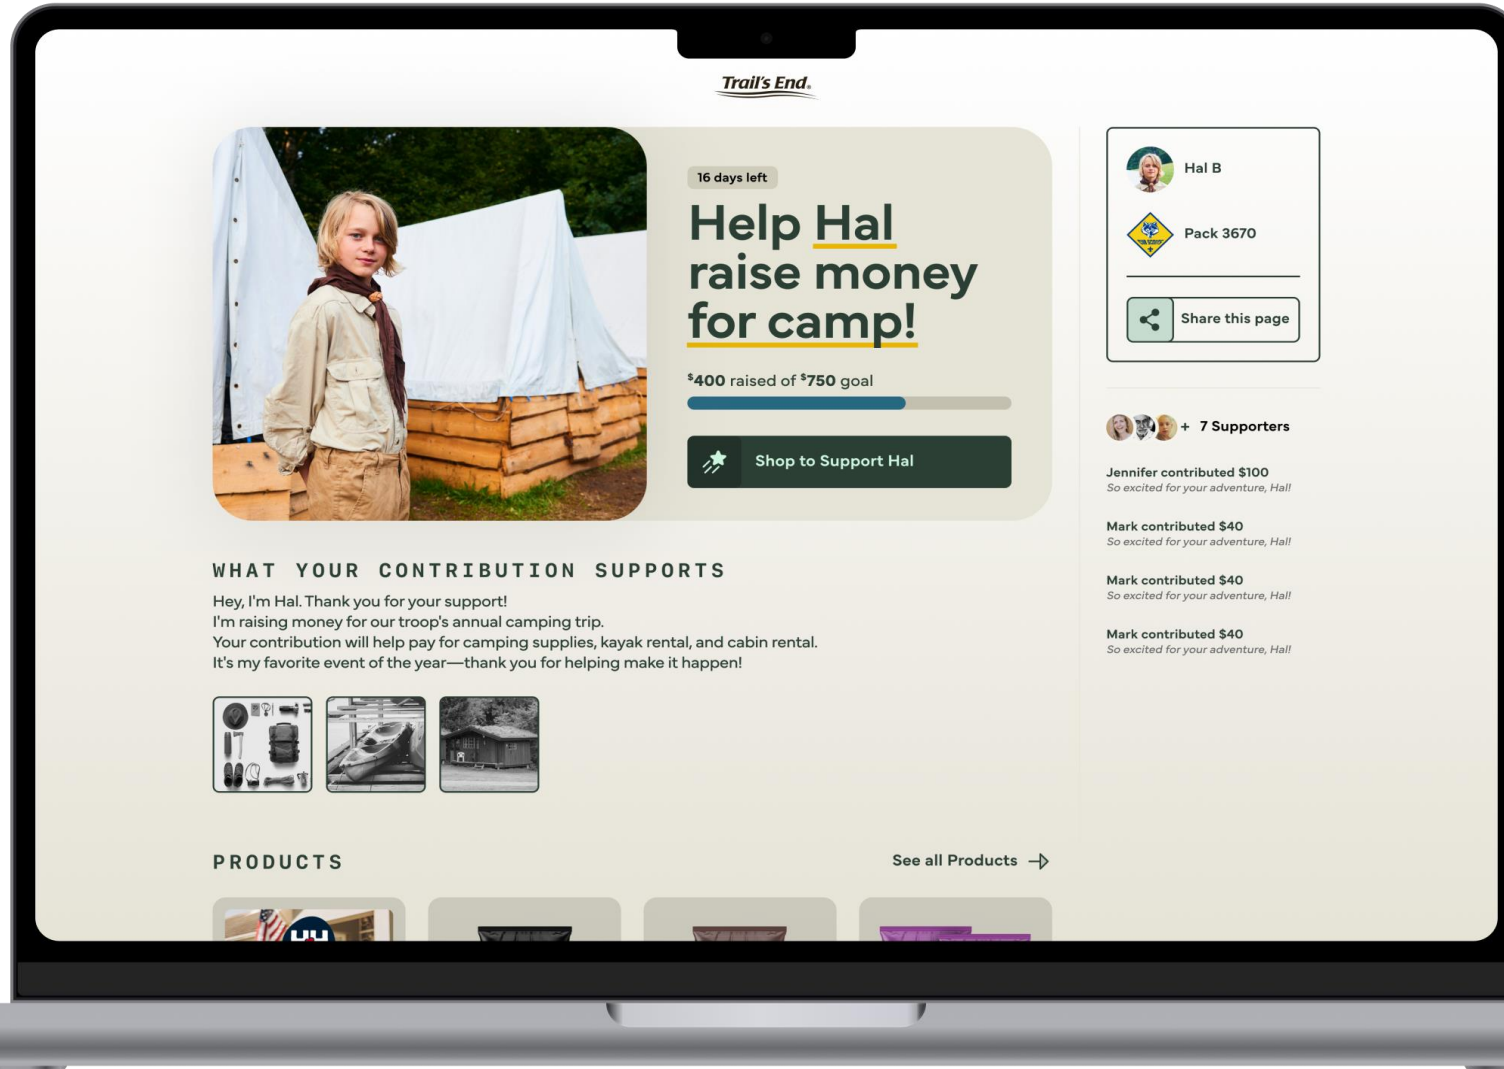 Trail's End®
16 days left
Help Hal
raise money
for camp!
$400 raised of $750 goal
Shop to Support Hal
Hal B
Pack 3670
Share this page
+ 7 Supporters
Jennifer contributed $100
So excited for your adventure, Hal!
Mark contributed $40
So excited for your adventure, Hal!
Mark contributed $40
So excited for your adventure, Hal!
Mark contributed $40
So excited for your adventure, Hal!
WHAT YOUR CONTRIBUTION SUPPORTS
Hey, I'm Hal. Thank you for your support!
I'm raising money for our troop's annual camping trip.
Your contribution will help pay for camping supplies, kayak rental, and cabin rental.
It's my favorite event of the year—thank you for helping make it happen!
PRODUCTS
See all Products